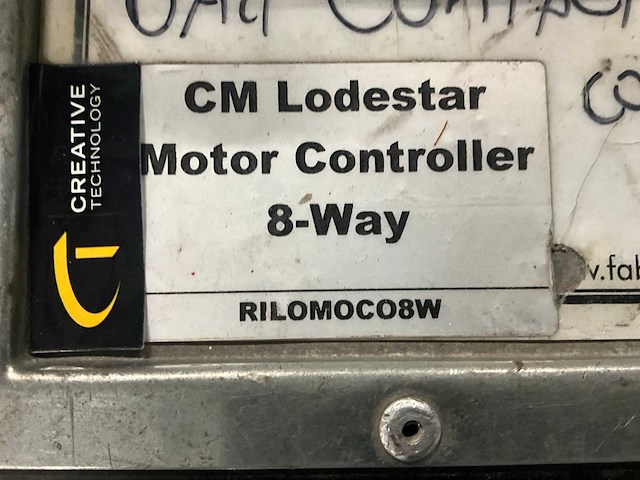 CREATIVE
TECHNOLOGY
CM Lodestar
Motor Controller
8-Way
RILOMOCO8W